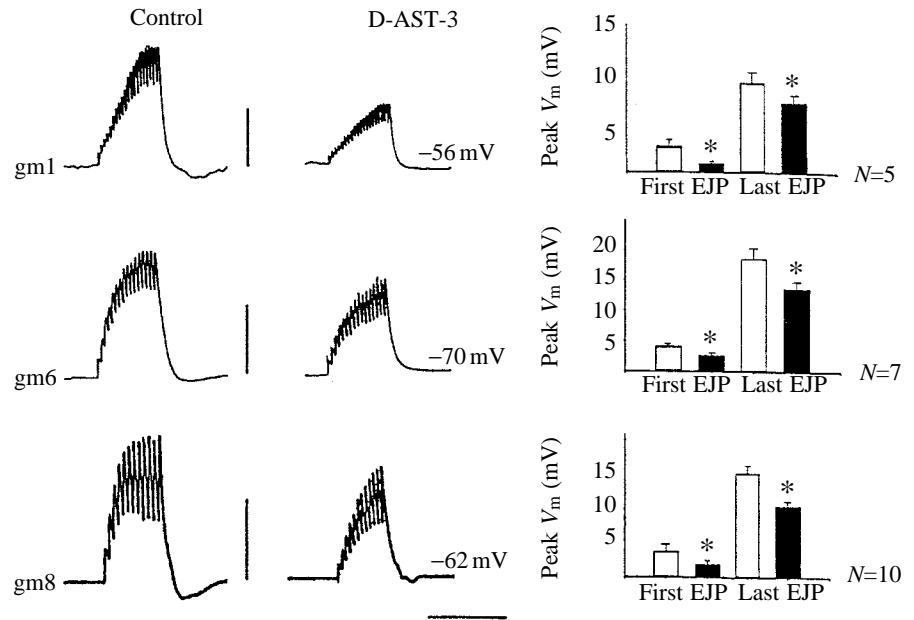 Control
D-AST-3
gm1
−56 mV
Peak Vm (mV)
15
10
5
*
*
First EJP
Last EJP
N=5
gm6
−70 mV
Peak Vm (mV)
20
15
10
5
*
*
First EJP
Last EJP
N=7
gm8
−62 mV
Peak Vm (mV)
15
10
5
*
*
First EJP
Last EJP
N=10